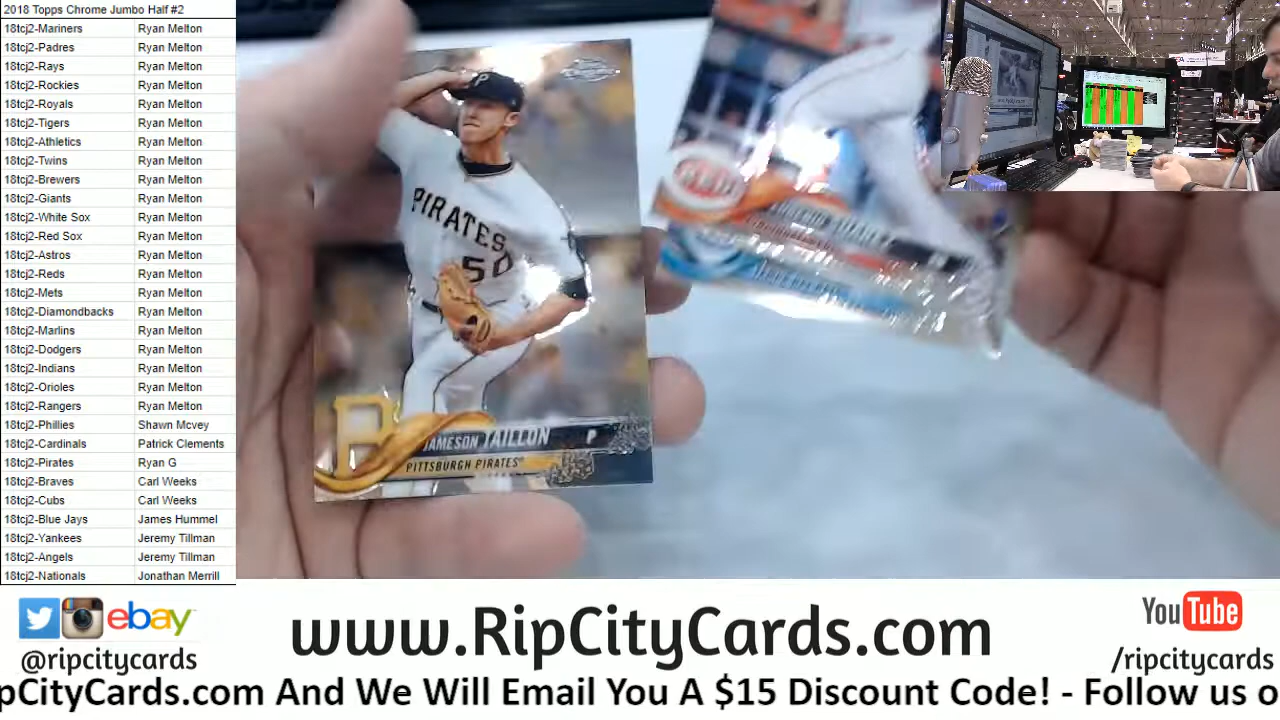 2018 Topps Chrome Jumbo Half #2
18tcj2-Mariners Ryan Melton
18tcj2-Padres Ryan Melton
18tcj2-Rays Ryan Melton
18tcj2-Rockies Ryan Melton
18tcj2-Royals Ryan Melton
18tcj2-Tigers Ryan Melton
18tcj2-Athletics Ryan Melton
18tcj2-Twins Ryan Melton
18tcj2-Brewers Ryan Melton
18tcj2-Giants Ryan Melton
18tcj2-White Sox Ryan Melton
18tcj2-Red Sox Ryan Melton
18tcj2-Astros Ryan Melton
18tcj2-Reds Ryan Melton
18tcj2-Mets Ryan Melton
18tcj2-Diamondbacks Ryan Melton
18tcj2-Marlins Ryan Melton
18tcj2-Dodgers Ryan Melton
18tcj2-Indians Ryan Melton
18tcj2-Orioles Ryan Melton
18tcj2-Rangers Ryan Melton
18tcj2-Phillies Shawn Mcvey
18tcj2-Cardinals Patrick Clements
18tcj2-Pirates Ryan G
18tcj2-Braves Carl Weeks
18tcj2-Cubs Carl Weeks
18tcj2-Blue Jays James Hummel
18tcj2-Yankees Jeremy Tillman
18tcj2-Angels Jeremy Tillman
18tcj2-Nationals Jonathan Merrill
P
PIRATES
50
P
JAMESON TAILLON P
PITTSBURGH PIRATES
REDS
ebay
@ripcitycards
www.RipCityCards.com
YouTube
/ripcitycards
pCityCards.com And We Will Email You A $15 Discount Code! - Follow us o